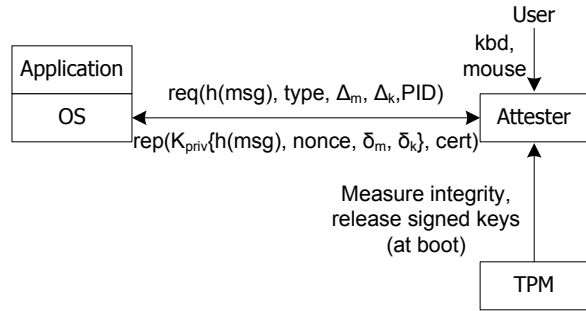 User
kbd,
mouse
Application
OS
req(h(msg), type, Δm, Δk,PID)
Attester
rep(Kpriv{h(msg), nonce, δm, δk}, cert)
Measure integrity,
release signed keys
(at boot)
TPM